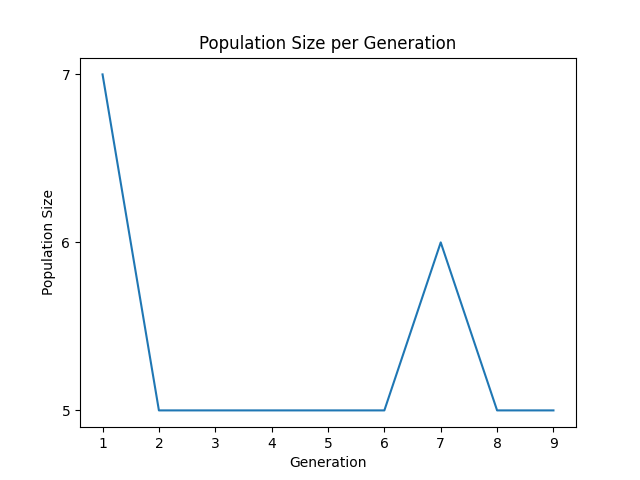 Population Size per Generation
7
6
5
Population Size
1 2 3 4 5 6 7 8 9
Generation